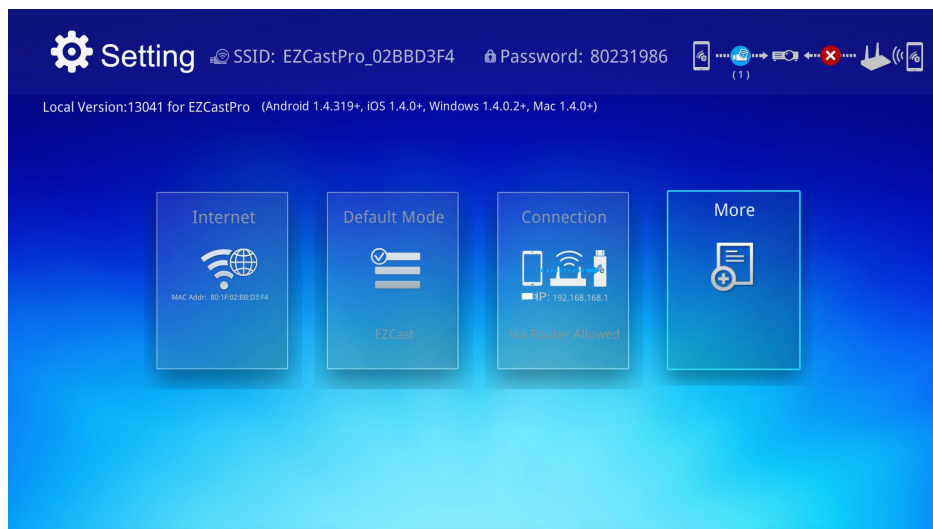 Setting SSID: EZCastPro_02BBD3F4 Password: 80231986
(1)
Local Version:13041 for EZCastPro (Android 1.4.319+, iOS 1.4.0+, Windows 1.4.0.2+, Mac 1.4.0+)
Internet
MAC Addr: 80:1F:02:BB:D3:F4
Default Mode
EZCast
Connection
IP: 192.168.168.1
Via Router Allowed
More